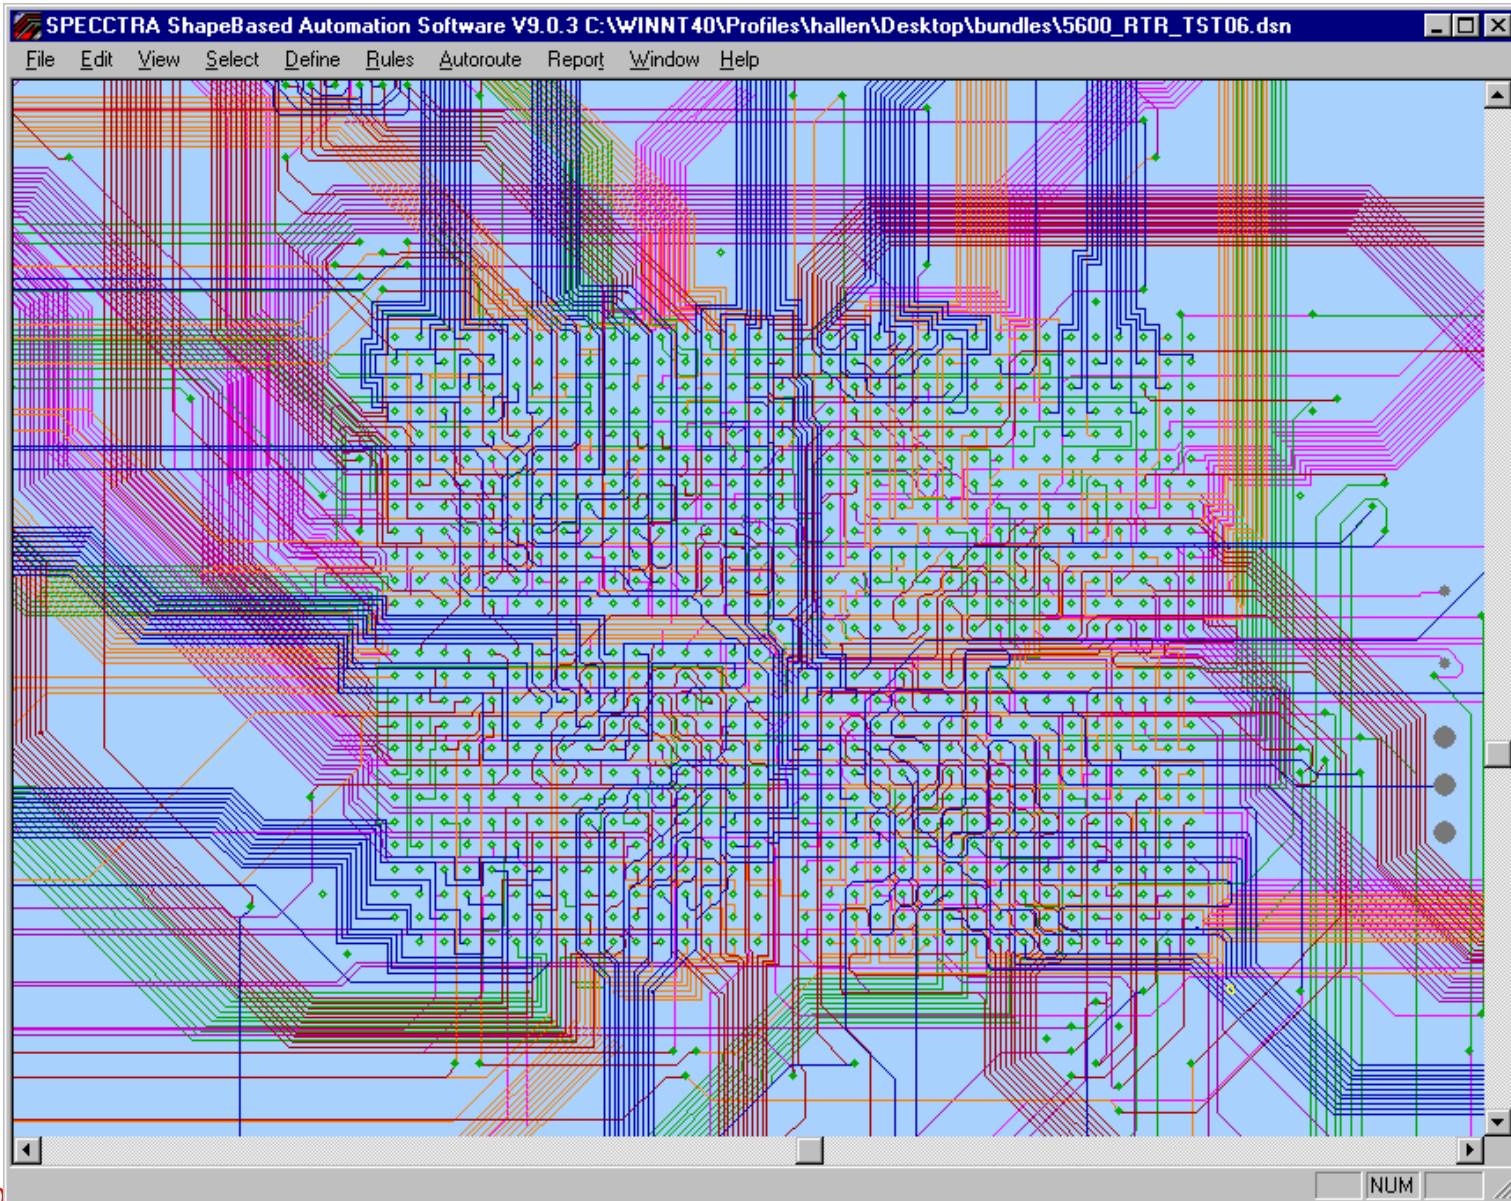 SPECCTRA ShapeBased Automation Software V9.0.3 C:\WINNT40\Profiles\hallen\Desktop\bundles\5600_RTR_TST06.dsn
File Edit View Select Define Rules Autoroute Report Window Help
NUM